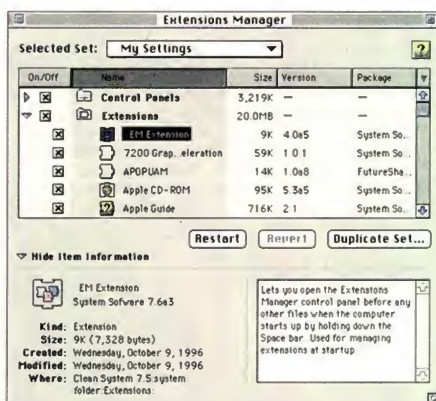 Extensions Manager
Selected Set: My Settings
On/Off Name Size Version Package
Control Panels 3,219K — —
Extensions 20.0MB — —
EM Extension 9K 4.0a5 System So...
7200 Grap...eleration 59K 1.0.1
APOPUAM 14K 1.0a8 FutureSha...
Apple CD-ROM 95K 5.3a5 System So...
Apple Guide 716K 2.1 System So...
Restart Revert Duplicate Set...
Hide Item Information
EM Extension
System Sofware 7.6a3
Kind: Extension
Size: 9K (7,328 bytes)
Created: Wednesday, October 9, 1996
Modified: Wednesday, October 9, 1996
Where: Clean System 7.5:system
folder:Extensions:
Lets you open the Extensions
Manager control panel before any
other files when the computer
starts up by holding down the
Space bar. Used for managing
extensions at startup.